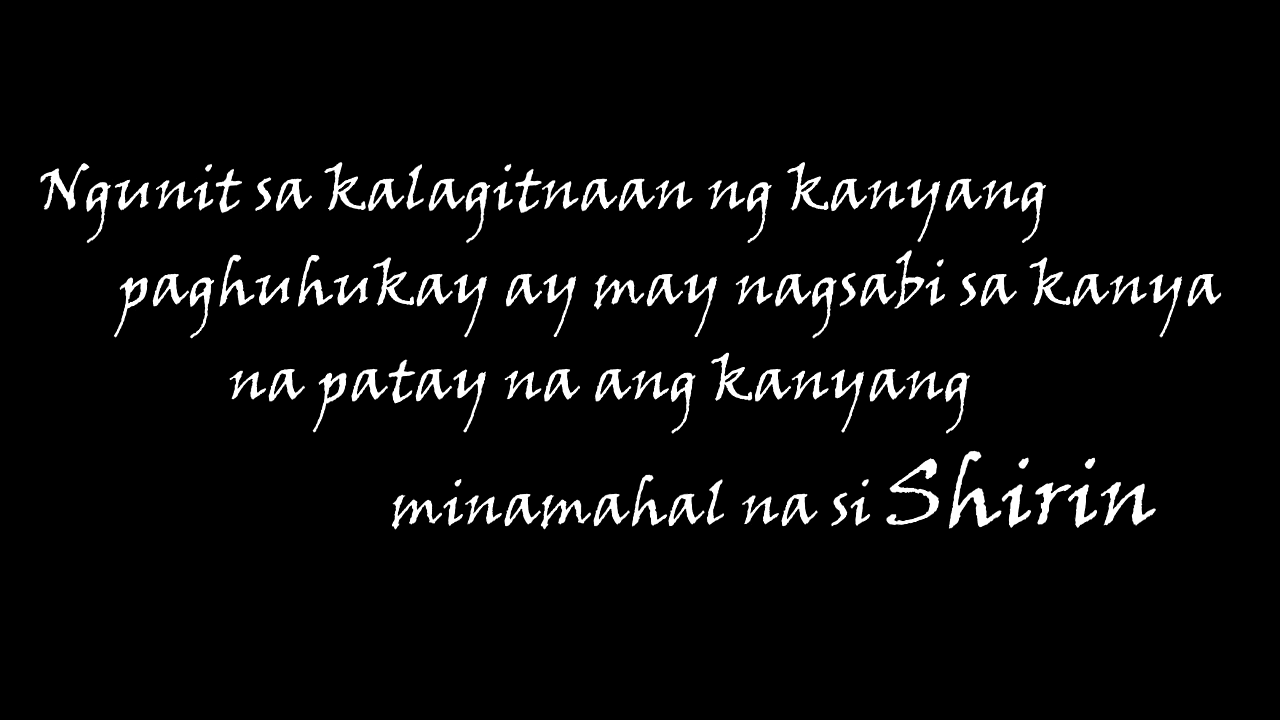 Ngunit sa kalagitnaan ng kanyang
paghuhukay ay may nagsabi sa kanya
na patay na ang kanyang
minamahal na si Shirin